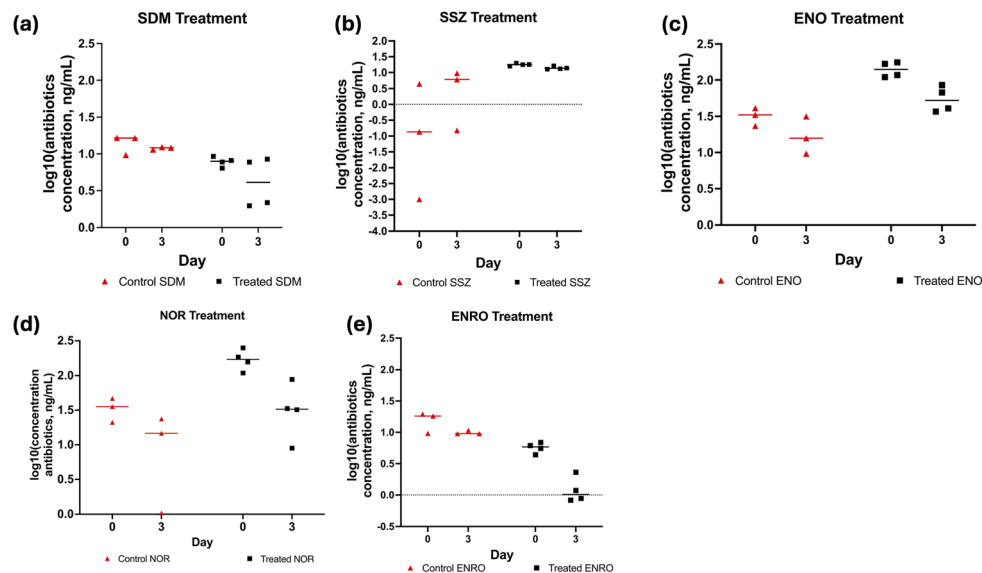 (a)
SDM Treatment
log10(antibiotics
concentration, ng/mL)
2.5
2.0
1.5
1.0
0.5
0.0
0 3 0 3
Day
Control SDM Treated SDM
(b)
SSZ Treatment
log10(antibiotics
concentration, ng/mL)
2.0
1.5
1.0
0.5
0.0
-0.5
-1.0
-1.5
-2.0
-2.5
-3.0
-3.5
-4.0
0 3 0 3
Day
Control SSZ Treated SSZ
(c)
ENO Treatment
log10(antibiotics
concentration, ng/mL)
2.5
2.0
1.5
1.0
0.5
0.0
0 3 0 3
Day
Control ENO Treated ENO
(d)
NOR Treatment
log10(concentration
antibiotics, ng/mL)
2.5
2.0
1.5
1.0
0.5
0.0
0 3 0 3
Day
Control NOR Treated NOR
(e)
ENRO Treatment
log10(antibiotics
concentration, ng/mL)
2.5
2.0
1.5
1.0
0.5
0.0
-0.5
0 3 0 3
Day
Control ENRO Treated ENRO